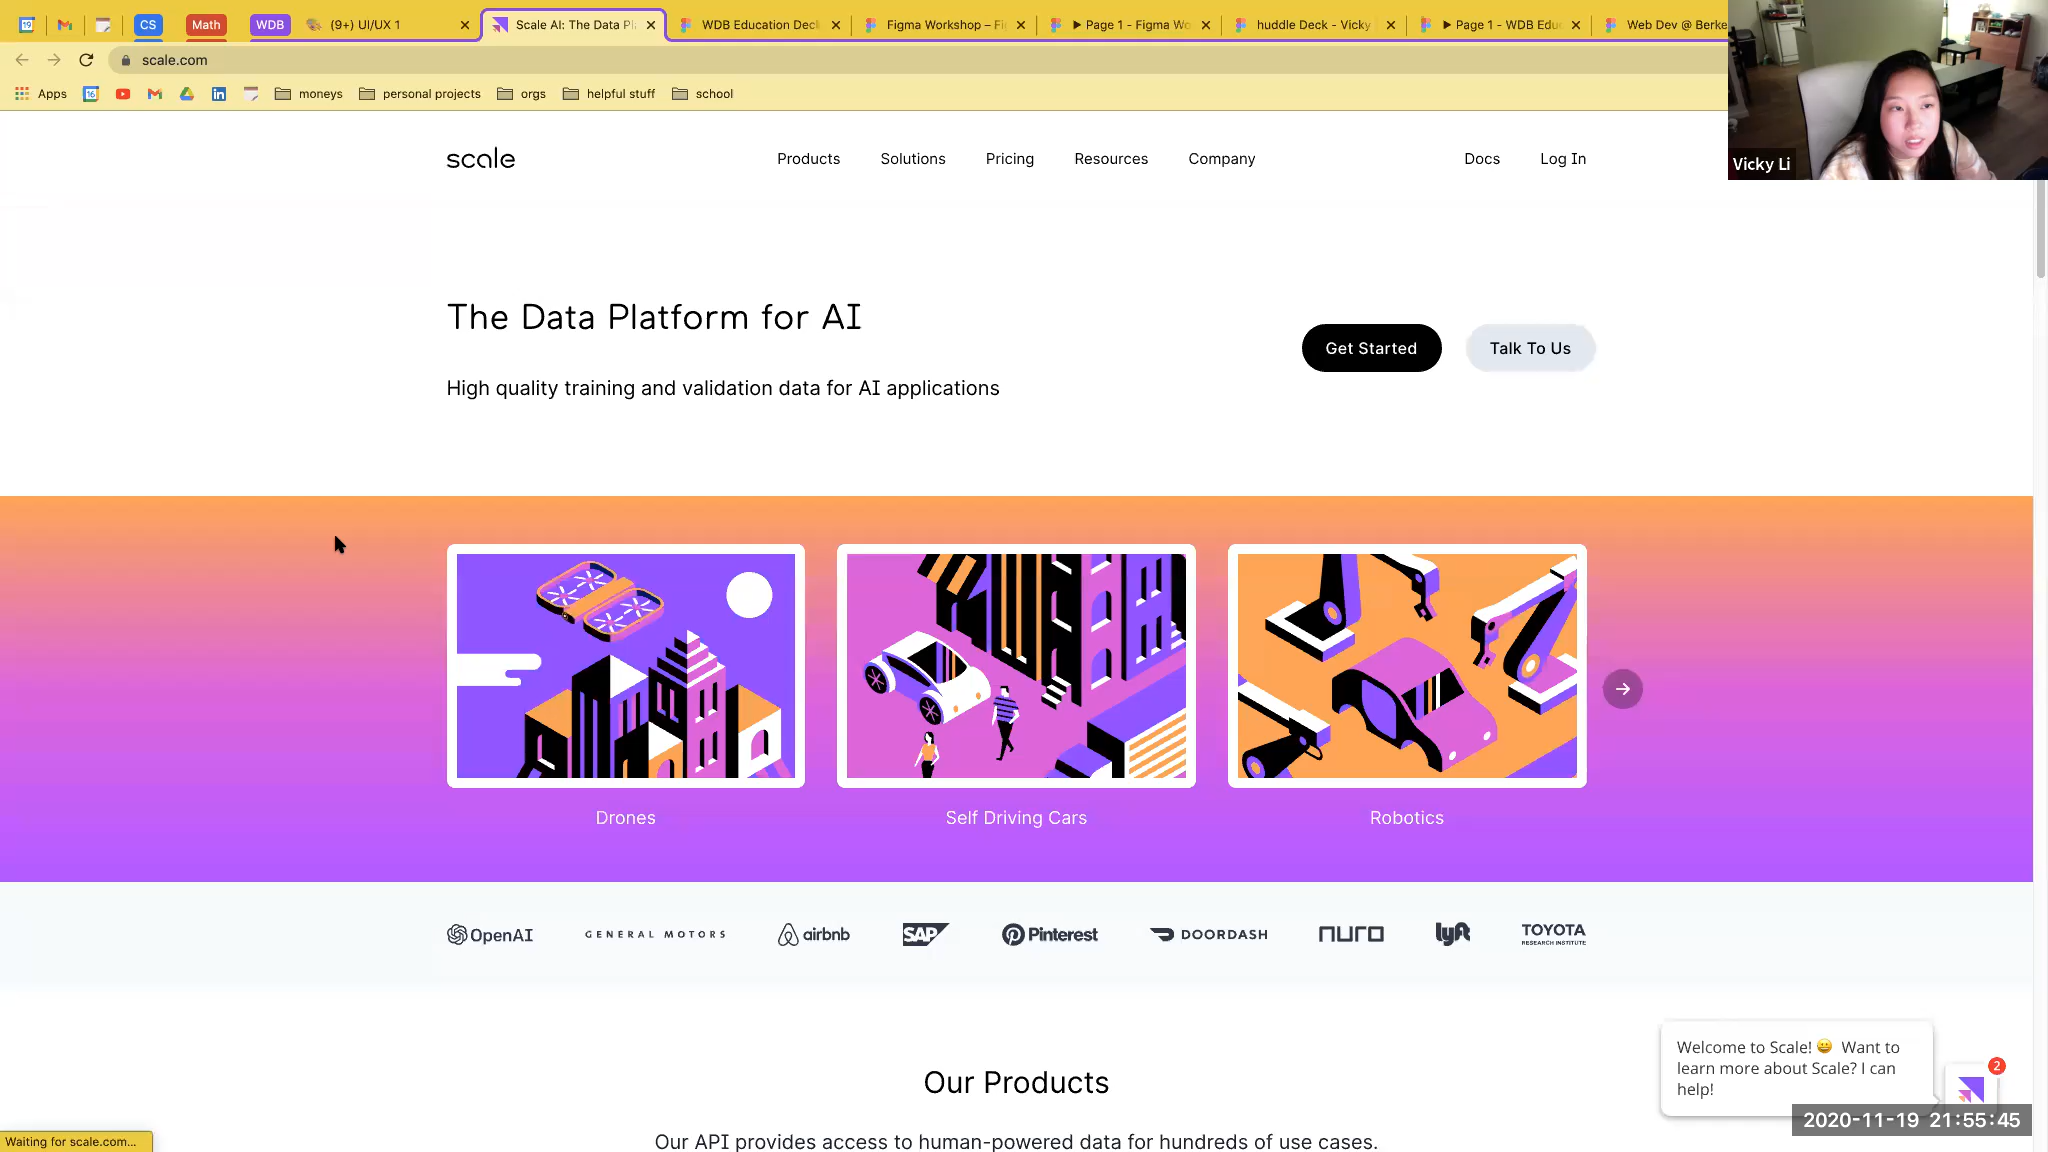 CS
Math
WDB
(9+) UI/UX 1
Scale AI: The Data Pl
WDB Education Deck
Figma Workshop – Fi
Page 1 - Figma Wo
huddle Deck - Vicky
Page 1 - WDB Edu
Web Dev @ Berke
scale.com
Apps
moneys
personal projects
orgs
helpful stuff
school
Vicky Li
scale
Products
Solutions
Pricing
Resources
Company
Docs
Log In
The Data Platform for AI
High quality training and validation data for AI applications
Get Started
Talk To Us
Drones
Self Driving Cars
Robotics
OpenAI
GENERAL MOTORS
airbnb
SAP
Pinterest
DOORDASH
nuro
lyft
TOYOTA
RESEARCH INSTITUTE
Our Products
Our API provides access to human-powered data for hundreds of use cases.
Welcome to Scale! 😀 Want to
learn more about Scale? I can
help!
2
2020-11-19 21:55:45
Waiting for scale.com...